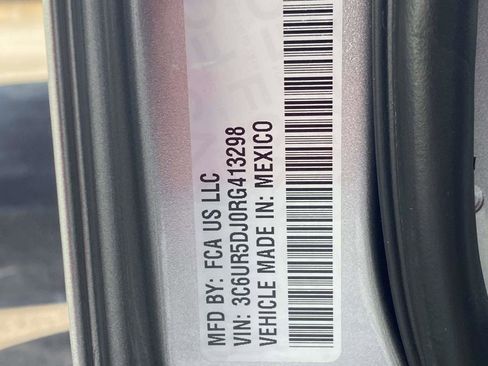 MFD BY: FCA US LLC
VIN: 3C6UR5DJ0RG413298
VEHICLE MADE IN: MEXICO